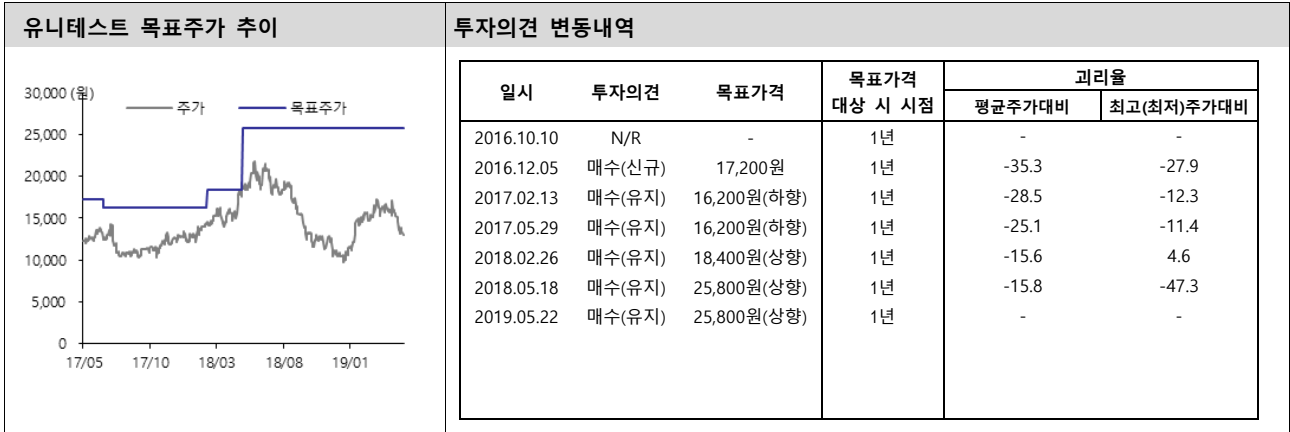 유니테스트 목표주가 추이
30,000 (원)
주가
목표주가
25,000
20,000
15,000
10,000
5,000
0
17/05 17/10 18/03 18/08 19/01
투자의견 변동내역
일시 투자의견 목표가격 목표가격 대상 시 시점 괴리율
평균주가대비 최고(최저)주가대비
2016.10.10 N/R - 1년 - -
2016.12.05 매수(신규) 17,200원 1년 -35.3 -27.9
2017.02.13 매수(유지) 16,200원(하향) 1년 -28.5 -12.3
2017.05.29 매수(유지) 16,200원(하향) 1년 -25.1 -11.4
2018.02.26 매수(유지) 18,400원(상향) 1년 -15.6 4.6
2018.05.18 매수(유지) 25,800원(상향) 1년 -15.8 -47.3
2019.05.22 매수(유지) 25,800원(상향) 1년 - -